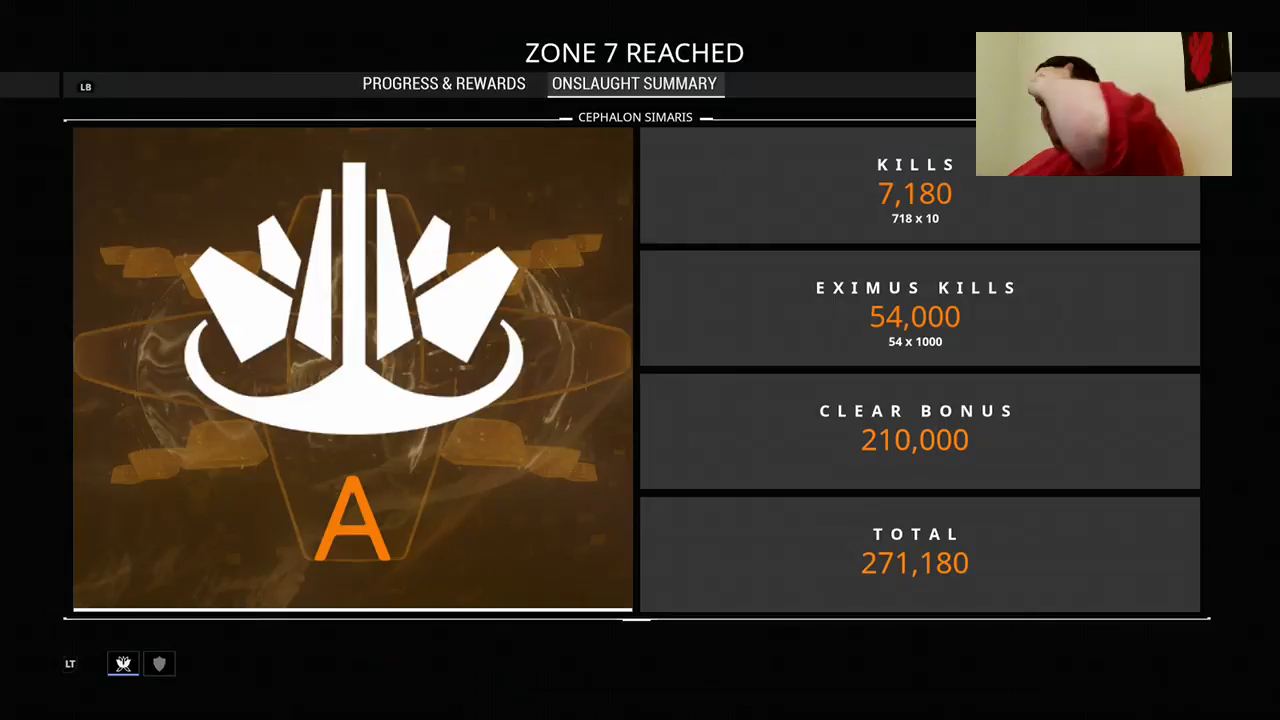 ZONE 7 REACHED
LB
PROGRESS & REWARDS
ONSLAUGHT SUMMARY
CEPHALON SIMARIS
A
KILLS
7,180
718 x 10
EXIMUS KILLS
54,000
54 x 1000
CLEAR BONUS
210,000
TOTAL
271,180
LT